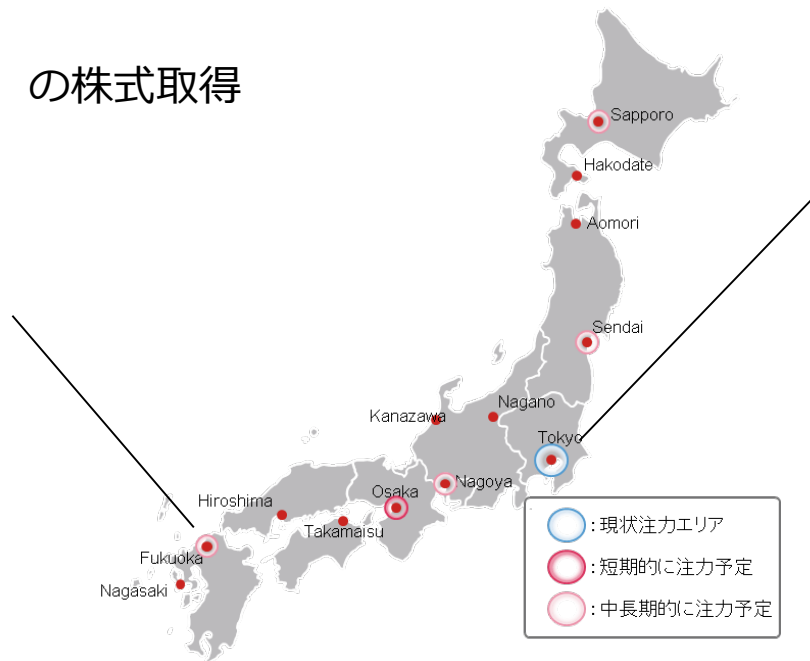 の株式取得
Sapporo
Hakodate
Aomori
Sendai
Nagano
Kanazawa
Tokyo
Nagoya
Osaka
Hiroshima
Takamaisu
Fukuoka
Nagasaki
：現状注力エリア
：短期的に注力予定
：中長期的に注力予定